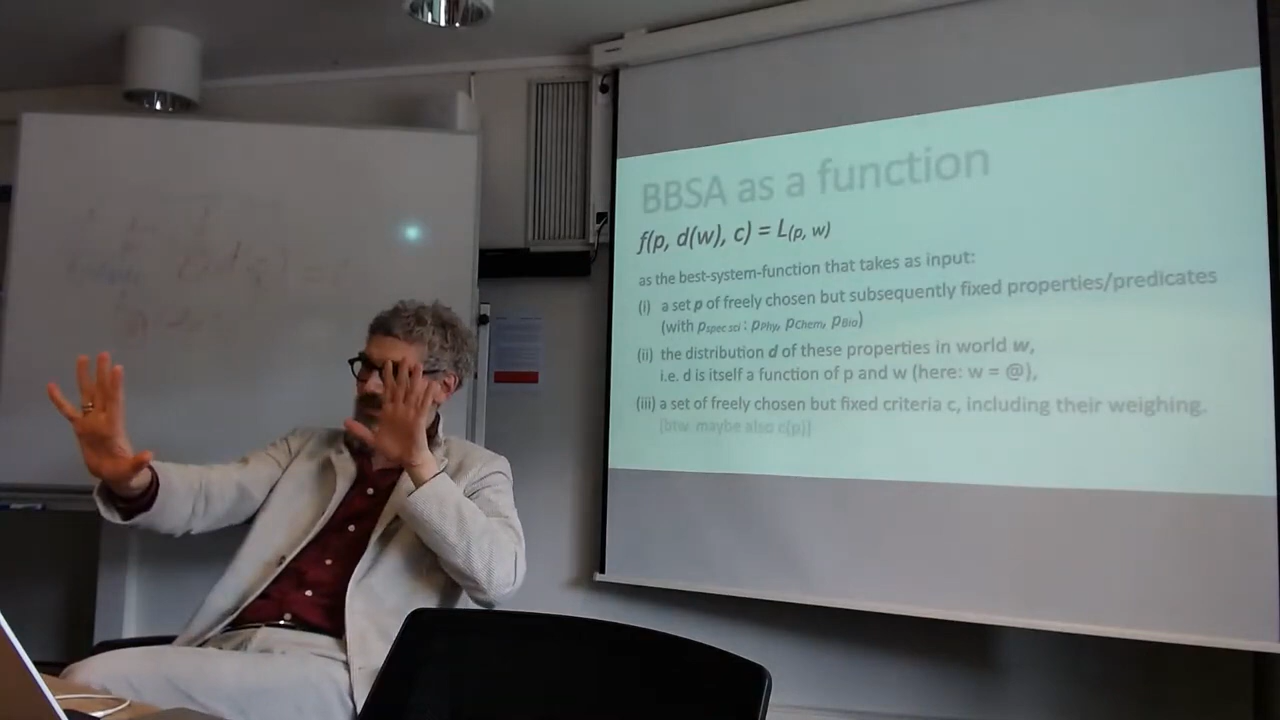 BBSA as a function
f(p, d(w), c) = L(p, w)
as the best-system-function that takes as input:
(i) a set p of freely chosen but subsequently fixed properties/predicates
(with pspec sci : pPhy, pChem, pBio)
(ii) the distribution d of these properties in world w,
i.e. d is itself a function of p and w (here: w = @),
(iii) a set of freely chosen but fixed criteria c, including their weighing.
[btw. maybe also c(p)]